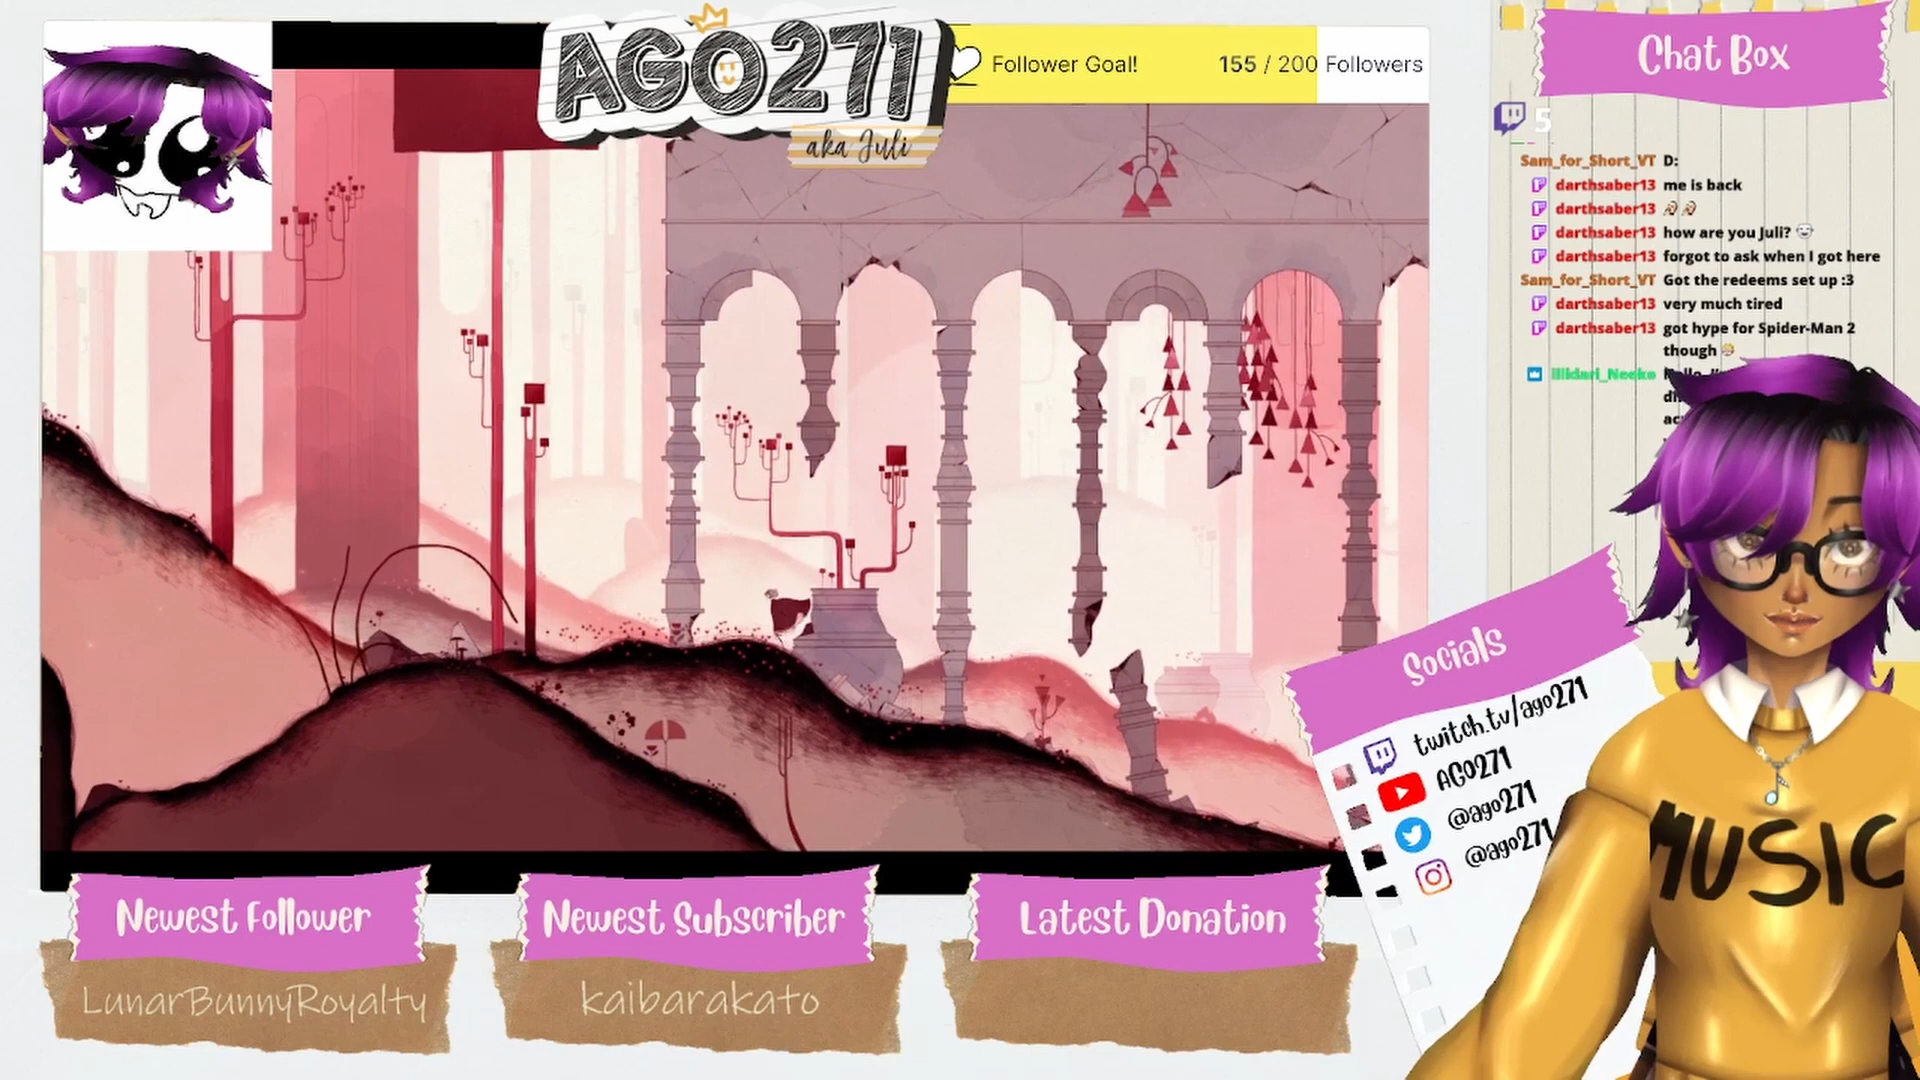 AGO271
aka Juli
Follower Goal!
155 / 200 Followers
Chat Box
5
Sam_for_Short_VT D:
darthsaber13 me is back
darthsaber13
darthsaber13 how are you Juli?
darthsaber13 forgot to ask when I got here
Sam_for_Short_VT Got the redeems set up :3
darthsaber13 very much tired
darthsaber13 got hype for Spider-Man 2
though
Socials
twitch.tv/ago271
AGO271
@ago271
@ago271
MUSIC
Newest Follower
LunarBunnyRoyalty
Newest Subscriber
kaibarakato
Latest Donation